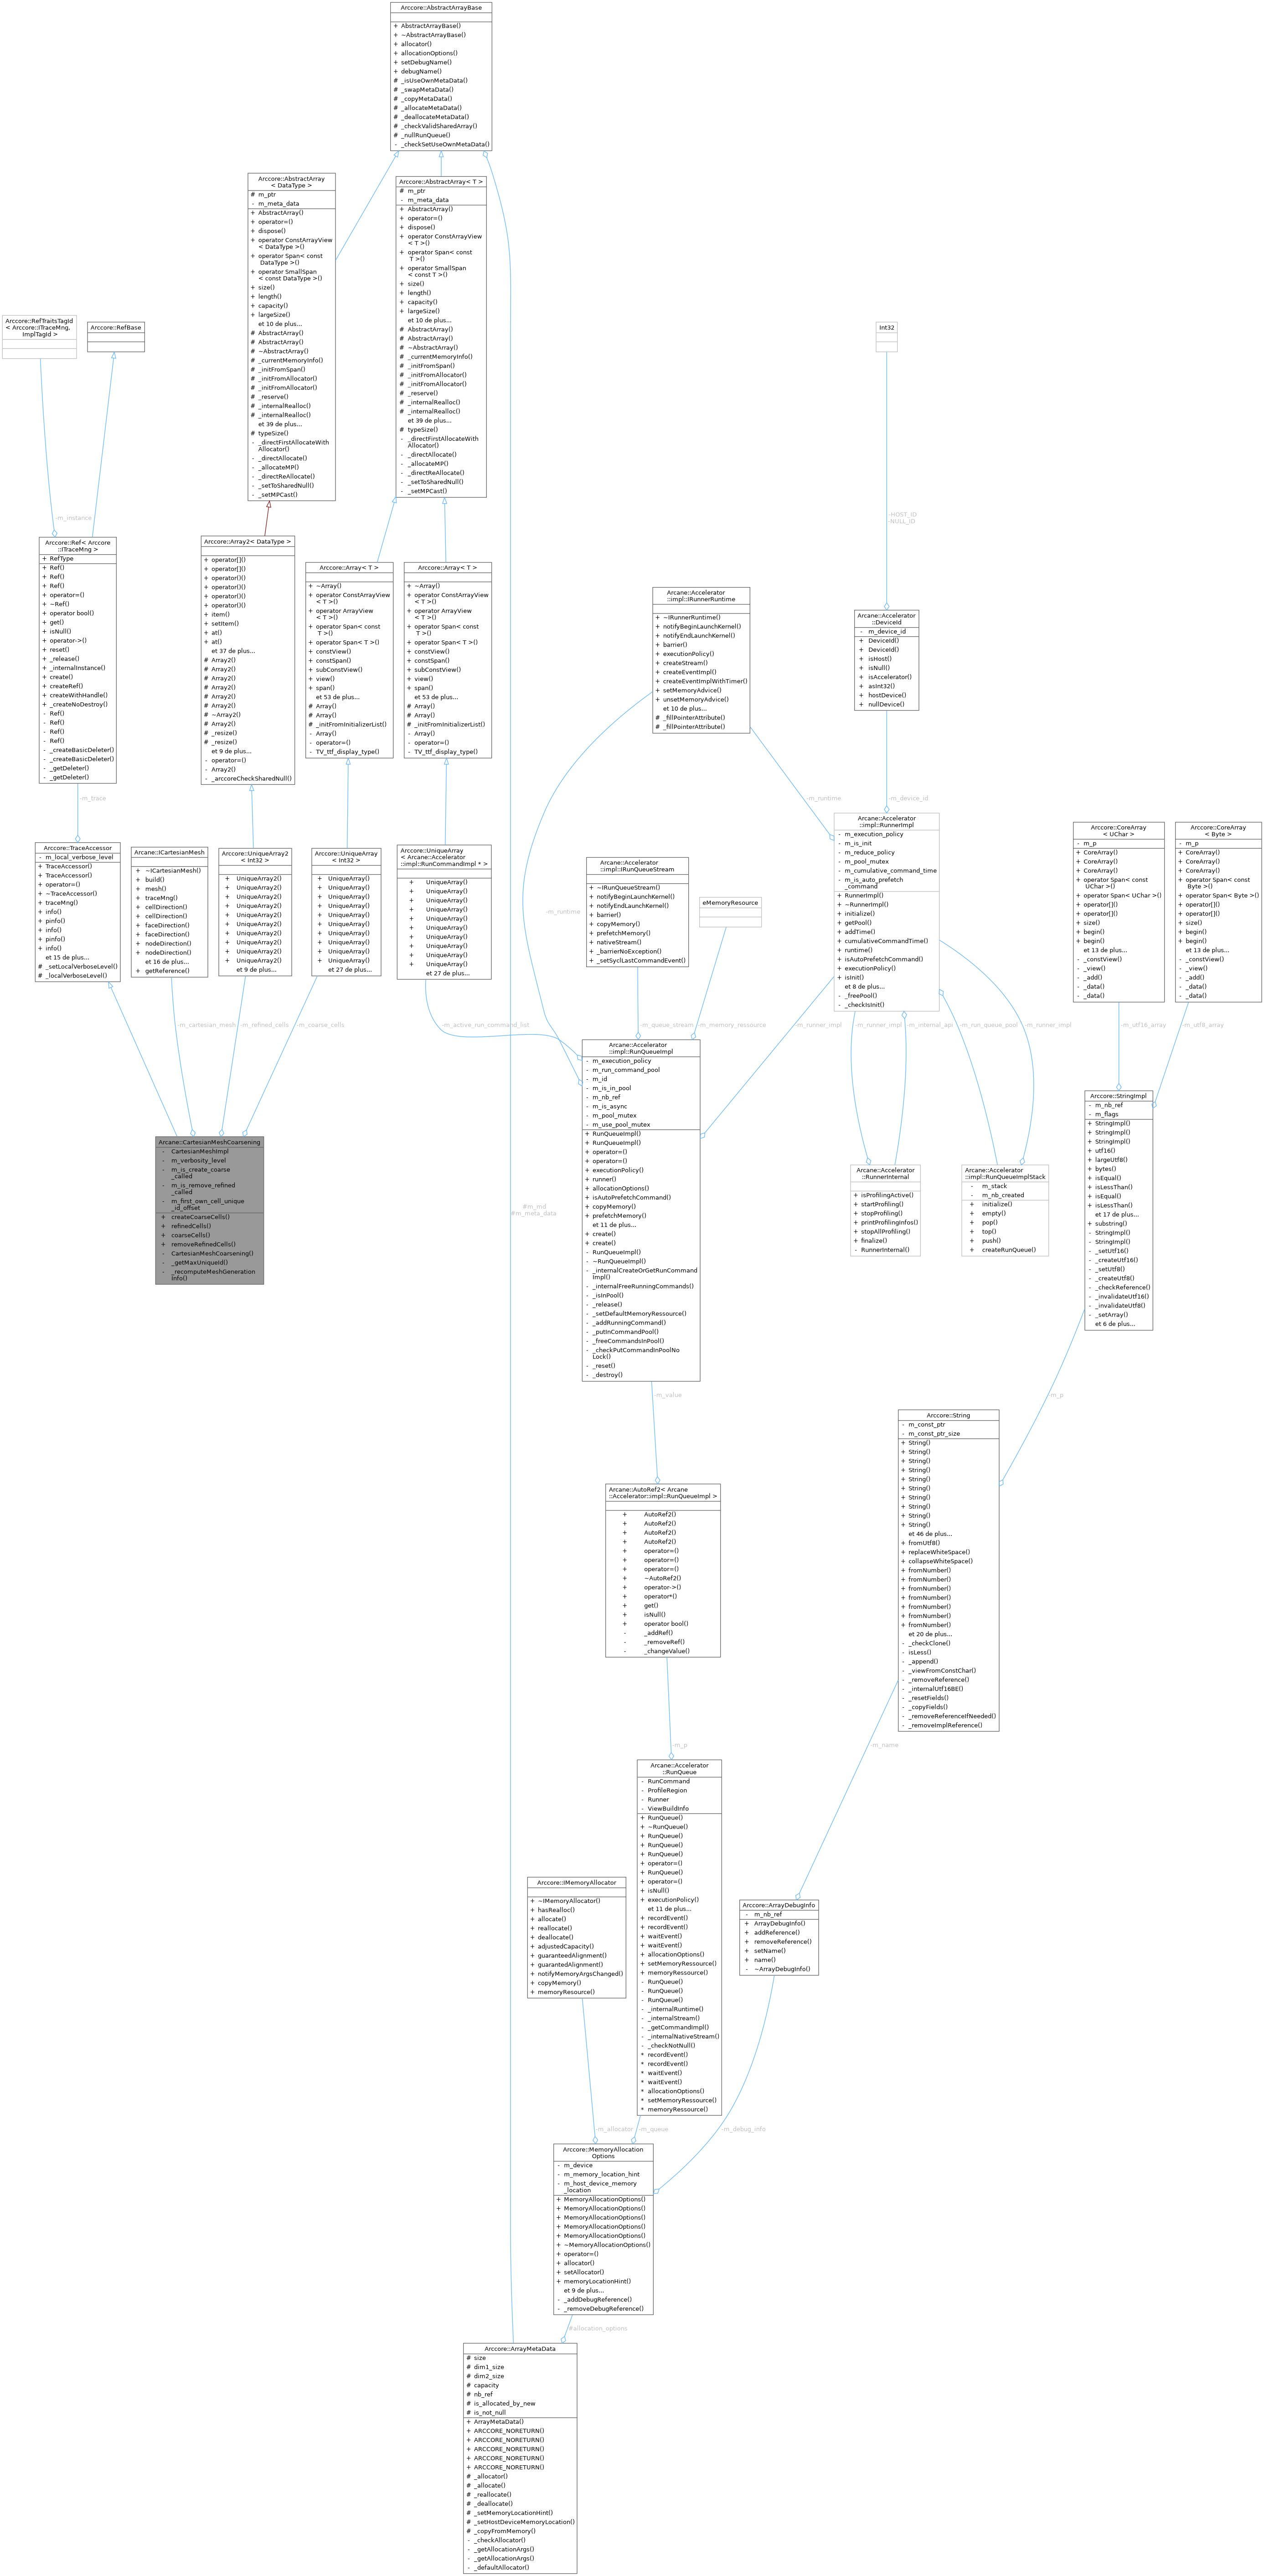 Arccore::AbstractArrayBase
+ AbstractArrayBase()
+ ~AbstractArrayBase()
+ allocator()
+ allocationOptions()
+ setDebugName()
+ debugName()
# _isUseOwnMetaData()
# _swapMetaData()
# _copyMetaData()
# _allocateMetaData()
# _deallocateMetaData()
# _checkValidSharedArray()
# _nullRunQueue()
- _checkSetUseOwnMetaData()
Arccore::AbstractArray
< DataType >
# m_ptr
- m_meta_data
+ AbstractArray()
+ operator=()
+ dispose()
+ operator ConstArrayView
< DataType >()
+ operator Span< const
DataType >()
+ operator SmallSpan
< const DataType >()
+ size()
+ length()
+ capacity()
+ largeSize()
et 10 de plus...
# AbstractArray()
# AbstractArray()
# ~AbstractArray()
# _currentMemoryInfo()
# _initFromSpan()
# _initFromAllocator()
# _initFromAllocator()
# _reserve()
# _internalRealloc()
# _internalRealloc()
et 39 de plus...
# typeSize()
- _directFirstAllocateWith
Allocator()
- _directAllocate()
- _allocateMP()
- _directReAllocate()
- _setToSharedNull()
- _setMPCast()
Arccore::AbstractArray< T >
# m_ptr
- m_meta_data
+ AbstractArray()
+ operator=()
+ dispose()
+ operator ConstArrayView
< T >()
+ operator Span< const
T >()
+ operator SmallSpan
< const T >()
+ size()
+ length()
+ capacity()
+ largeSize()
et 10 de plus...
# AbstractArray()
# AbstractArray()
# ~AbstractArray()
# _currentMemoryInfo()
# _initFromSpan()
# _initFromAllocator()
# _initFromAllocator()
# _reserve()
# _internalRealloc()
# _internalRealloc()
et 39 de plus...
# typeSize()
- _directFirstAllocateWith
Allocator()
- _directAllocate()
- _allocateMP()
- _directReAllocate()
- _setToSharedNull()
- _setMPCast()
Arccore::RefTraitsTagId
< Arccore::ITraceMng,
ImplTagId >
Arccore::RefBase
Int32
-m_instance
-HOST_ID
-NULL_ID
Arccore::Ref< Arccore
::ITraceMng >
+ RefType
+ Ref()
+ Ref()
+ Ref()
+ operator=()
+ ~Ref()
+ operator bool()
+ get()
+ isNull()
+ operator->()
+ reset()
+ _release()
+ _internalInstance()
+ create()
+ createRef()
+ createWithHandle()
+ _createNoDestroy()
- Ref()
- Ref()
- Ref()
- Ref()
- _createBasicDeleter()
- _createBasicDeleter()
- _getDeleter()
- _getDeleter()
Arccore::Array2< DataType >
+ operator[]()
+ operator[]()
+ operator()()
+ operator()()
+ operator()()
+ operator()()
+ item()
+ setItem()
+ at()
+ at()
et 37 de plus...
# Array2()
# Array2()
# Array2()
# Array2()
# Array2()
# Array2()
# ~Array2()
# Array2()
# _resize()
# _resize()
et 9 de plus...
- operator=()
- Array2()
- _arccoreCheckSharedNull()
Arccore::Array< T >
+ ~Array()
+ operator ConstArrayView
< T >()
+ operator ArrayView
< T >()
+ operator Span< const
T >()
+ operator Span< T >()
+ constView()
+ constSpan()
+ subConstView()
+ view()
+ span()
et 53 de plus...
# Array()
# Array()
# _initFromInitializerList()
- Array()
- operator=()
- TV_ttf_display_type()
Arccore::Array< T >
+ ~Array()
+ operator ConstArrayView
< T >()
+ operator ArrayView
< T >()
+ operator Span< const
T >()
+ operator Span< T >()
+ constView()
+ constSpan()
+ subConstView()
+ view()
+ span()
et 53 de plus...
# Array()
# Array()
# _initFromInitializerList()
- Array()
- operator=()
- TV_ttf_display_type()
Arcane::Accelerator
::impl::IRunnerRuntime
+ ~IRunnerRuntime()
+ notifyBeginLaunchKernel()
+ notifyEndLaunchKernel()
+ barrier()
+ executionPolicy()
+ createStream()
+ createEventImpl()
+ createEventImplWithTimer()
+ setMemoryAdvice()
+ unsetMemoryAdvice()
et 10 de plus...
# _fillPointerAttribute()
# _fillPointerAttribute()
Arcane::Accelerator
::DeviceId
- m_device_id
+ DeviceId()
+ DeviceId()
+ isHost()
+ isNull()
+ isAccelerator()
+ asInt32()
+ hostDevice()
+ nullDevice()
-m_trace
-m_runtime
-m_device_id
Arccore::TraceAccessor
- m_local_verbose_level
+ TraceAccessor()
+ TraceAccessor()
+ operator=()
+ ~TraceAccessor()
+ traceMng()
+ info()
+ pinfo()
+ info()
+ pinfo()
+ info()
et 15 de plus...
# _setLocalVerboseLevel()
# _localVerboseLevel()
Arcane::ICartesianMesh
+ ~ICartesianMesh()
+ build()
+ mesh()
+ traceMng()
+ cellDirection()
+ cellDirection()
+ faceDirection()
+ faceDirection()
+ nodeDirection()
+ nodeDirection()
et 16 de plus...
+ getReference()
Arccore::UniqueArray2
< Int32 >
+ UniqueArray2()
+ UniqueArray2()
+ UniqueArray2()
+ UniqueArray2()
+ UniqueArray2()
+ UniqueArray2()
+ UniqueArray2()
+ UniqueArray2()
+ UniqueArray2()
+ UniqueArray2()
et 9 de plus...
Arccore::UniqueArray
< Int32 >
+ UniqueArray()
+ UniqueArray()
+ UniqueArray()
+ UniqueArray()
+ UniqueArray()
+ UniqueArray()
+ UniqueArray()
+ UniqueArray()
+ UniqueArray()
+ UniqueArray()
et 27 de plus...
Arccore::UniqueArray
< Arcane::Accelerator
::impl::RunCommandImpl * >
+ UniqueArray()
+ UniqueArray()
+ UniqueArray()
+ UniqueArray()
+ UniqueArray()
+ UniqueArray()
+ UniqueArray()
+ UniqueArray()
+ UniqueArray()
+ UniqueArray()
et 27 de plus...
-m_runtime
Arcane::Accelerator
::impl::IRunQueueStream
+ ~IRunQueueStream()
+ notifyBeginLaunchKernel()
+ notifyEndLaunchKernel()
+ barrier()
+ copyMemory()
+ prefetchMemory()
+ nativeStream()
+ _barrierNoException()
+ _setSyclLastCommandEvent()
eMemoryResource
Arcane::Accelerator
::impl::RunnerImpl
- m_execution_policy
- m_is_init
- m_reduce_policy
- m_pool_mutex
- m_cumulative_command_time
- m_is_auto_prefetch
_command
+ RunnerImpl()
+ ~RunnerImpl()
+ initialize()
+ getPool()
+ addTime()
+ cumulativeCommandTime()
+ runtime()
+ isAutoPrefetchCommand()
+ executionPolicy()
+ isInit()
et 8 de plus...
- _freePool()
- _checkIsInit()
Arccore::CoreArray
< UChar >
- m_p
+ CoreArray()
+ CoreArray()
+ CoreArray()
+ operator Span< const
UChar >()
+ operator Span< UChar >()
+ operator[]()
+ operator[]()
+ size()
+ begin()
+ begin()
et 13 de plus...
- _constView()
- _view()
- _add()
- _data()
- _data()
Arccore::CoreArray
< Byte >
- m_p
+ CoreArray()
+ CoreArray()
+ CoreArray()
+ operator Span< const
Byte >()
+ operator Span< Byte >()
+ operator[]()
+ operator[]()
+ size()
+ begin()
+ begin()
et 13 de plus...
- _constView()
- _view()
- _add()
- _data()
- _data()
-m_cartesian_mesh
-m_refined_cells
-m_coarse_cells
-m_active_run_command_list
-m_queue_stream
-m_memory_ressource
-m_runner_impl
-m_runner_impl
-m_internal_api
-m_run_queue_pool
-m_runner_impl
-m_utf16_array
-m_utf8_array
Arcane::CartesianMeshCoarsening
- CartesianMeshImpl
- m_verbosity_level
- m_is_create_coarse
_called
- m_is_remove_refined
_called
- m_first_own_cell_unique
_id_offset
+ createCoarseCells()
+ refinedCells()
+ coarseCells()
+ removeRefinedCells()
- CartesianMeshCoarsening()
- _getMaxUniqueId()
- _recomputeMeshGeneration
Info()
Arcane::Accelerator
::impl::RunQueueImpl
- m_execution_policy
- m_run_command_pool
- m_id
- m_is_in_pool
- m_nb_ref
- m_is_async
- m_pool_mutex
- m_use_pool_mutex
+ RunQueueImpl()
+ RunQueueImpl()
+ operator=()
+ operator=()
+ executionPolicy()
+ runner()
+ allocationOptions()
+ isAutoPrefetchCommand()
+ copyMemory()
+ prefetchMemory()
et 11 de plus...
+ create()
+ create()
- RunQueueImpl()
- ~RunQueueImpl()
- _internalCreateOrGetRunCommand
Impl()
- _internalFreeRunningCommands()
- _isInPool()
- _release()
- _setDefaultMemoryRessource()
- _addRunningCommand()
- _putInCommandPool()
- _freeCommandsInPool()
- _checkPutCommandInPoolNo
Lock()
- _reset()
- _destroy()
Arcane::Accelerator
::RunnerInternal
+ isProfilingActive()
+ startProfiling()
+ stopProfiling()
+ printProfilingInfos()
+ stopAllProfiling()
+ finalize()
- RunnerInternal()
Arcane::Accelerator
::impl::RunQueueImplStack
- m_stack
- m_nb_created
+ initialize()
+ empty()
+ pop()
+ top()
+ push()
+ createRunQueue()
Arccore::StringImpl
- m_nb_ref
- m_flags
+ StringImpl()
+ StringImpl()
+ StringImpl()
+ utf16()
+ largeUtf8()
+ bytes()
+ isEqual()
+ isLessThan()
+ isEqual()
+ isLessThan()
et 17 de plus...
+ substring()
- StringImpl()
- StringImpl()
- _setUtf16()
- _createUtf16()
- _setUtf8()
- _createUtf8()
- _checkReference()
- _invalidateUtf16()
- _invalidateUtf8()
- _setArray()
et 6 de plus...
#m_md
#m_meta_data
-m_value
-m_p
Arccore::String
- m_const_ptr
- m_const_ptr_size
+ String()
+ String()
+ String()
+ String()
+ String()
+ String()
+ String()
+ String()
+ String()
+ String()
et 46 de plus...
+ fromUtf8()
+ replaceWhiteSpace()
+ collapseWhiteSpace()
+ fromNumber()
+ fromNumber()
+ fromNumber()
+ fromNumber()
+ fromNumber()
+ fromNumber()
+ fromNumber()
et 20 de plus...
- _checkClone()
- isLess()
- _append()
- _viewFromConstChar()
- _removeReference()
- _internalUtf16BE()
- _resetFields()
- _copyFields()
- _removeReferenceIfNeeded()
- _removeImplReference()
Arcane::AutoRef2< Arcane
::Accelerator::impl::RunQueueImpl >
+ AutoRef2()
+ AutoRef2()
+ AutoRef2()
+ AutoRef2()
+ operator=()
+ operator=()
+ operator=()
+ ~AutoRef2()
+ operator->()
+ operator*()
+ get()
+ isNull()
+ operator bool()
- _addRef()
- _removeRef()
- _changeValue()
-m_p
-m_name
Arcane::Accelerator
::RunQueue
- RunCommand
- ProfileRegion
- Runner
- ViewBuildInfo
+ RunQueue()
+ ~RunQueue()
+ RunQueue()
+ RunQueue()
+ RunQueue()
+ operator=()
+ RunQueue()
+ operator=()
+ isNull()
+ executionPolicy()
et 11 de plus...
+ recordEvent()
+ recordEvent()
+ waitEvent()
+ waitEvent()
+ allocationOptions()
+ setMemoryRessource()
+ memoryRessource()
- RunQueue()
- RunQueue()
- RunQueue()
- _internalRuntime()
- _internalStream()
- _getCommandImpl()
- _internalNativeStream()
- _checkNotNull()
* recordEvent()
* recordEvent()
* waitEvent()
* waitEvent()
* allocationOptions()
* setMemoryRessource()
* memoryRessource()
Arccore::IMemoryAllocator
+ ~IMemoryAllocator()
+ hasRealloc()
+ allocate()
+ reallocate()
+ deallocate()
+ adjustedCapacity()
+ guaranteedAlignment()
+ guarantedAlignment()
+ notifyMemoryArgsChanged()
+ copyMemory()
+ memoryResource()
Arccore::ArrayDebugInfo
- m_nb_ref
+ ArrayDebugInfo()
+ addReference()
+ removeReference()
+ setName()
+ name()
- ~ArrayDebugInfo()
-m_allocator
-m_queue
-m_debug_info
Arccore::MemoryAllocation
Options
- m_device
- m_memory_location_hint
- m_host_device_memory
_location
+ MemoryAllocationOptions()
+ MemoryAllocationOptions()
+ MemoryAllocationOptions()
+ MemoryAllocationOptions()
+ MemoryAllocationOptions()
+ ~MemoryAllocationOptions()
+ operator=()
+ allocator()
+ setAllocator()
+ memoryLocationHint()
et 9 de plus...
- _addDebugReference()
- _removeDebugReference()
#allocation_options
Arccore::ArrayMetaData
# size
# dim1_size
# dim2_size
# capacity
# nb_ref
# is_allocated_by_new
# is_not_null
+ ArrayMetaData()
+ ARCCORE_NORETURN()
+ ARCCORE_NORETURN()
+ ARCCORE_NORETURN()
+ ARCCORE_NORETURN()
+ ARCCORE_NORETURN()
# _allocator()
# _allocate()
# _reallocate()
# _deallocate()
# _setMemoryLocationHint()
# _setHostDeviceMemoryLocation()
# _copyFromMemory()
- _checkAllocator()
- _getAllocationArgs()
- _getAllocationArgs()
- _defaultAllocator()